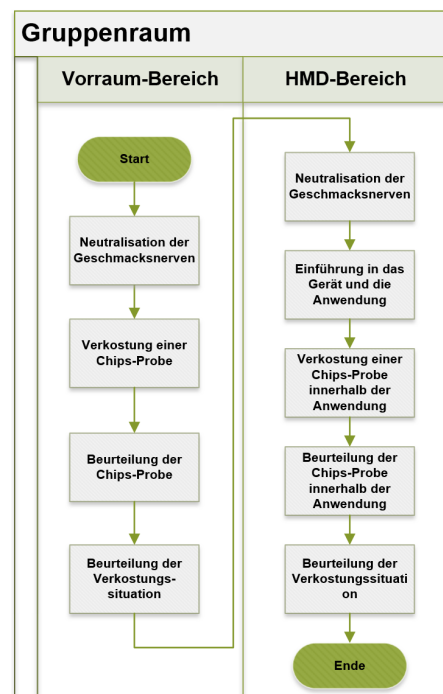 Gruppenraum
Vorraum-Bereich
HMD-Bereich
Start
Neutralisation der
Geschmacksnerven
Verkostung einer
Chips-Probe
Beurteilung der
Chips-Probe
Beurteilung der
Verkostungs-
situation
Neutralisation der
Geschmacksnerven
Einführung in das
Gerät und die
Anwendung
Verkostung einer
Chips-Probe
innerhalb der
Anwendung
Beurteilung der
Chips-Probe
innerhalb der
Anwendung
Beurteilung der
Verkostungssituati
on
Ende